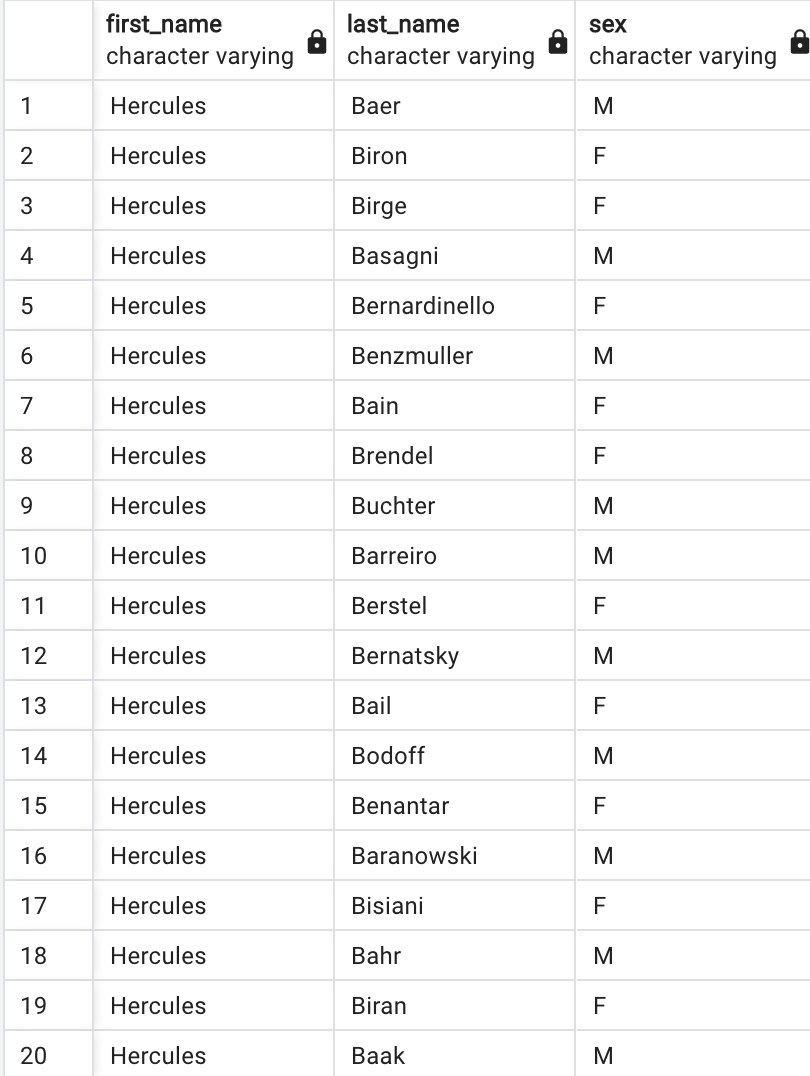 first_name last_name sex
character varying character varying character varying
1 Hercules Baer M
2 Hercules Biron F
3 Hercules Birge F
4 Hercules Basagni M
5 Hercules Bernardinello F
6 Hercules Benzmuller M
7 Hercules Bain F
8 Hercules Brendel F
9 Hercules Buchter M
10 Hercules Barreiro M
11 Hercules Berstel F
12 Hercules Bernatsky M
13 Hercules Bail F
14 Hercules Bodoff M
15 Hercules Benantar F
16 Hercules Baranowski M
17 Hercules Bisiani F
18 Hercules Bahr M
19 Hercules Biran F
20 Hercules Baak M